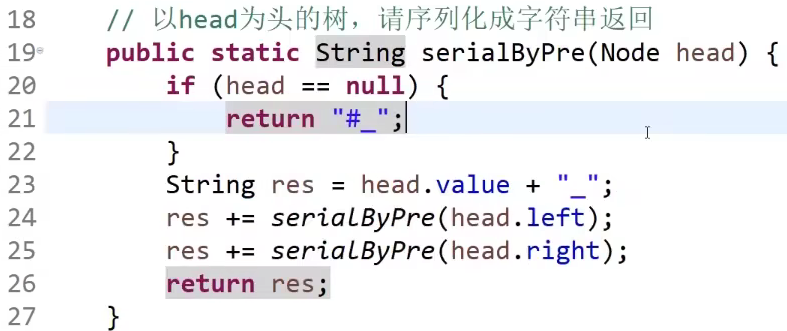 18 // 以head为头的树，请序列化成字符串返回
19 public static String serialByPre(Node head) {
20 if (head == null) {
21 return "#_";
22 }
23 String res = head.value + "_";
24 res += serialByPre(head.left);
25 res += serialByPre(head.right);
26 return res;
27 }